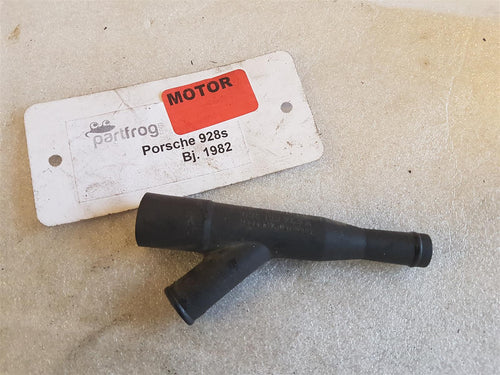 MOTOR
partfrog
Porsche 928s
Bj. 1982